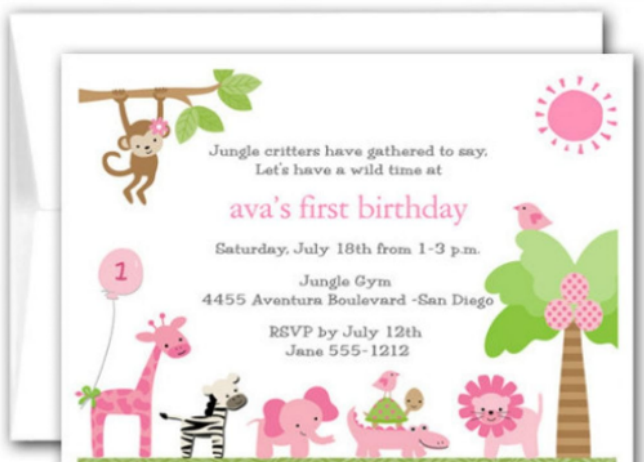 Jungle critters have gathered to say,
Let's have a wild time at
ava's first birthday
Saturday, July 18th from 1-3 p.m.
Jungle Gym
4455 Aventura Boulevard -San Diego
RSVP by July 12th
Jane 555-1212
1